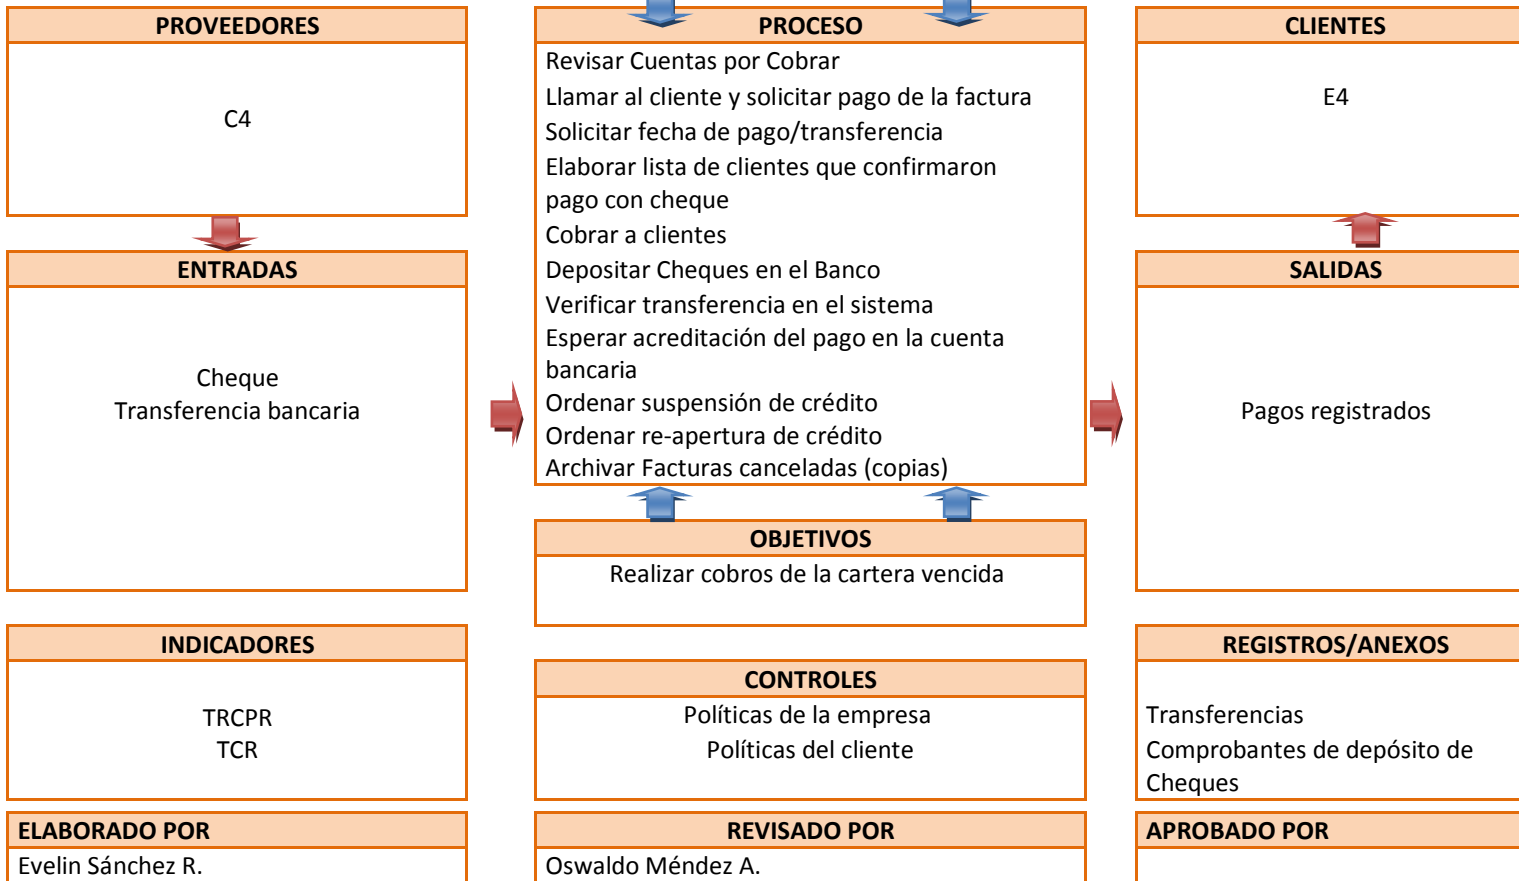 PROVEEDORES
C4
ENTRADAS
Cheque
Transferencia bancaria
PROCESO
Revisar Cuentas por Cobrar
Llamar al cliente y solicitar pago de la factura
Solicitar fecha de pago/transferencia
Elaborar lista de clientes que confirmaron
pago con cheque
Cobrar a clientes
Depositar Cheques en el Banco
Verificar transferencia en el sistema
Esperar acreditación del pago en la cuenta
bancaria
Ordenar suspensión de crédito
Ordenar re-apertura de crédito
Archivar Facturas canceladas (copias)
OBJETIVOS
Realizar cobros de la cartera vencida
CLIENTES
E4
SALIDAS
Pagos registrados
INDICADORES
TRCPR
TCR
CONTROLES
Políticas de la empresa
Políticas del cliente
REGISTROS/ANEXOS
Transferencias
Comprobantes de depósito de
Cheques
ELABORADO POR
Evelin Sánchez R.
REVISADO POR
Oswaldo Méndez A.
APROBADO POR